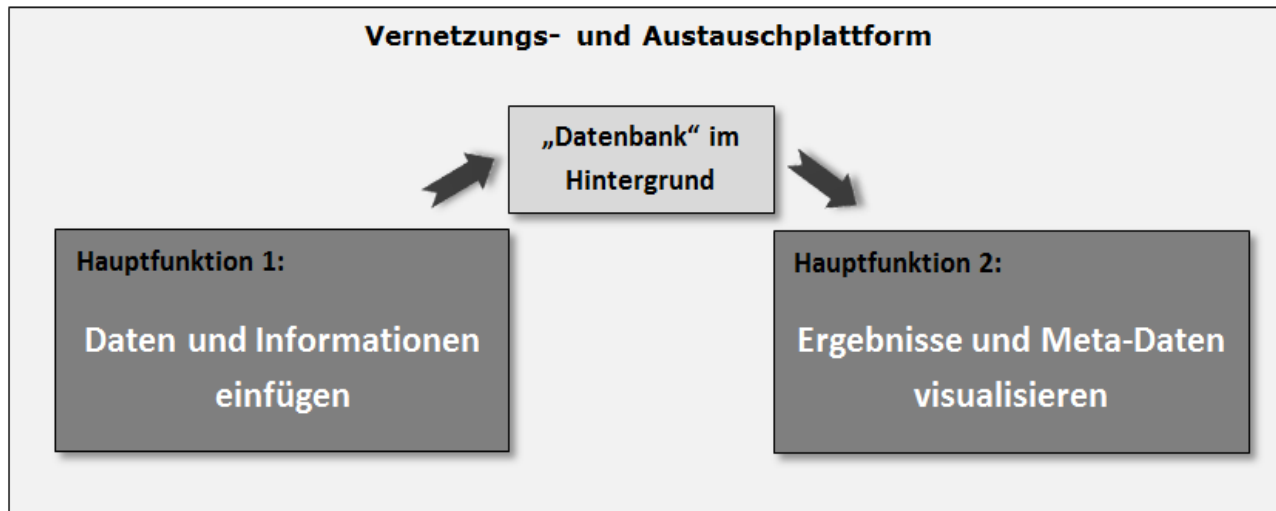 Vernetzungs- und Austauschplattform
„Datenbank“ im
Hintergrund
Hauptfunktion 1:
Daten und Informationen
einfügen
Hauptfunktion 2:
Ergebnisse und Meta-Daten
visualisieren